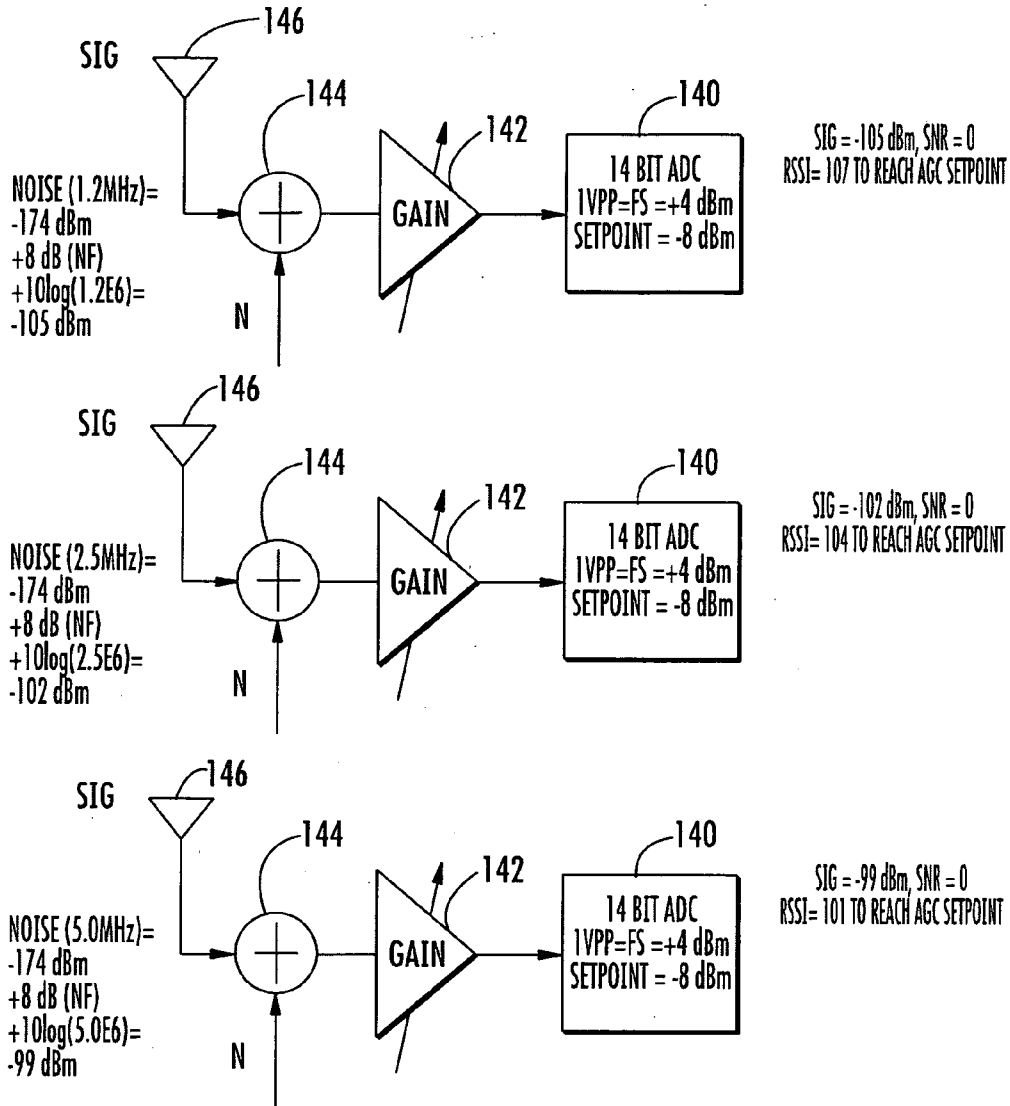 146
SIG
144
140
142
SIG = -105 dBm, SNR = 0
RSSI= 107 TO REACH AGC SETPOINT
14 BIT ADC
1VPP=FS =+4 dBm
SETPOINT = -8 dBm
GAIN
NOISE (1.2MHz)=
-174 dBm
+8 dB (NF)
+10log(1.2E6)=
-105 dBm
N
146
SIG
144
140
142
SIG = -102 dBm, SNR = 0
RSSI= 104 TO REACH AGC SETPOINT
14 BIT ADC
1VPP=FS =+4 dBm
SETPOINT = -8 dBm
GAIN
NOISE (2.5MHz)=
-174 dBm
+8 dB (NF)
+10log(2.5E6)=
-102 dBm
N
146
SIG
144
140
142
SIG = -99 dBm, SNR = 0
RSSI= 101 TO REACH AGC SETPOINT
14 BIT ADC
1VPP=FS =+4 dBm
SETPOINT = -8 dBm
GAIN
NOISE (5.0MHz)=
-174 dBm
+8 dB (NF)
+10log(5.0E6)=
-99 dBm
N